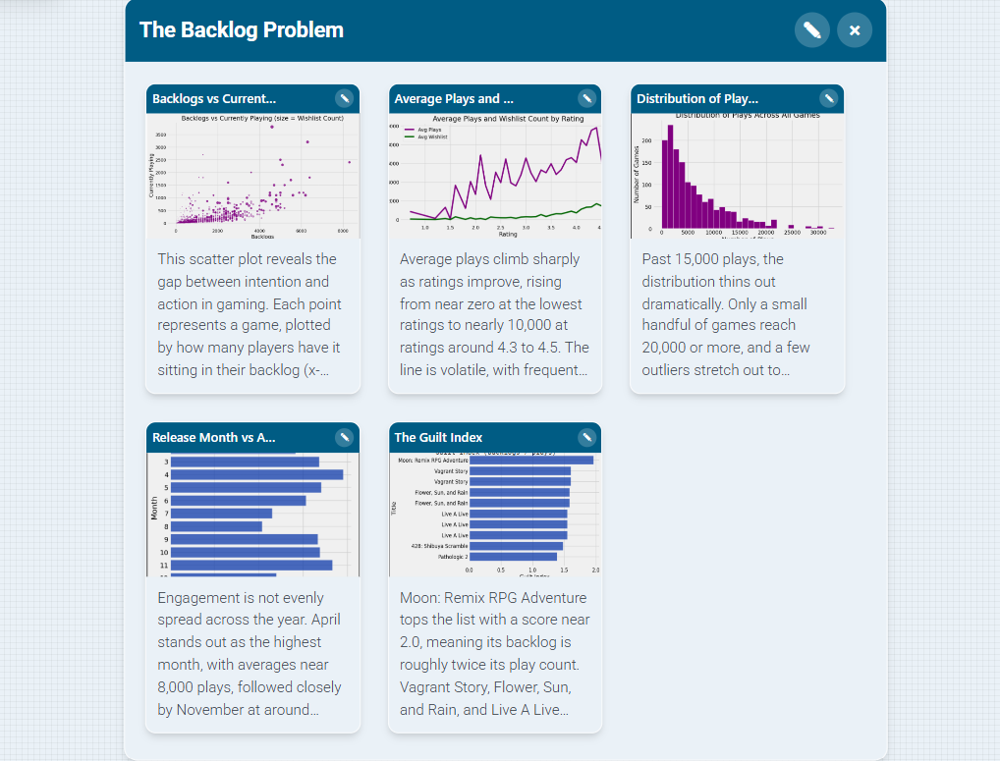 The Backlog Problem
Backlogs vs Current...
Backlogs vs Currently Playing (size = Wishlist Count)
Currently Playing
3500
3000
2500
2000
1500
1000
500
0
0 2000 4000 6000 8000
Backlogs
This scatter plot reveals the
gap between intention and
action in gaming. Each point
represents a game, plotted
by how many players have it
sitting in their backlog (x-...
Average Plays and ...
Average Plays and Wishlist Count by Rating
Avg Plays
Avg Wishlist
0
1.0 1.5 2.0 2.5 3.0 3.5 4.0
Rating
Average plays climb sharply
as ratings improve, rising
from near zero at the lowest
ratings to nearly 10,000 at
ratings around 4.3 to 4.5. The
line is volatile, with frequent...
Distribution of Play...
Distribution of Plays Across All Games
Number of Games
200
150
100
50
0
0 5000 10000 15000 20000 25000 30000
Number of Plays
Past 15,000 plays, the
distribution thins out
dramatically. Only a small
handful of games reach
20,000 or more, and a few
outliers stretch out to...
Release Month vs A...
Month
3
4
5
6
7
8
9
10
11
Engagement is not evenly
spread across the year. April
stands out as the highest
month, with averages near
8,000 plays, followed closely
by November at around...
The Guilt Index
Title
Moon: Remix RPG Adventure
Vagrant Story
Vagrant Story
Flower, Sun, and Rain
Flower, Sun, and Rain
Live A Live
Live A Live
Live A Live
428: Shibuya Scramble
Pathologic 2
0.0 0.5 1.0 1.5 2.0
Guilt Index
Moon: Remix RPG Adventure
tops the list with a score near
2.0, meaning its backlog is
roughly twice its play count.
Vagrant Story, Flower, Sun,
and Rain, and Live A Live...